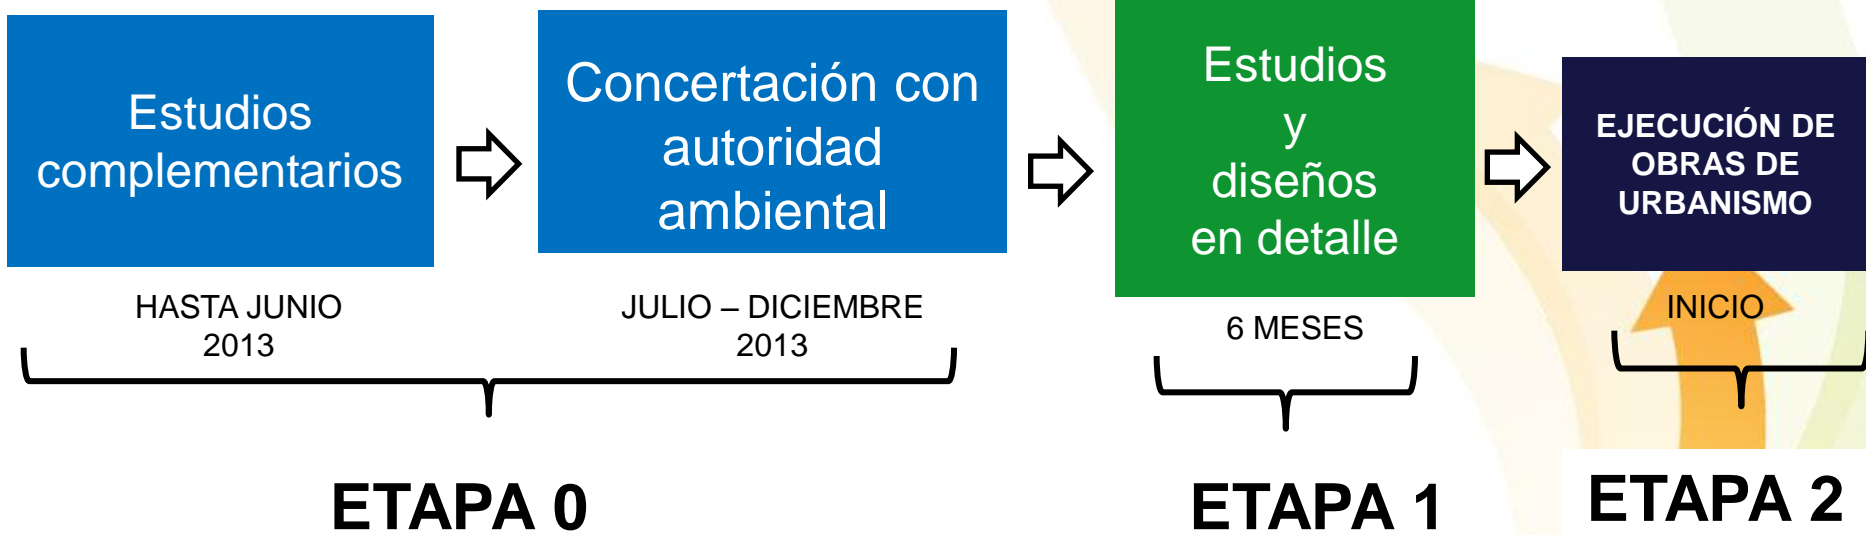 Estudios
complementarios
HASTA JUNIO
2013
Concertación con
autoridad
ambiental
JULIO – DICIEMBRE
2013
ETAPA 0
Estudios
y
diseños
en detalle
6 MESES
ETAPA 1
EJECUCIÓN DE
OBRAS DE
URBANISMO
INICIO
ETAPA 2